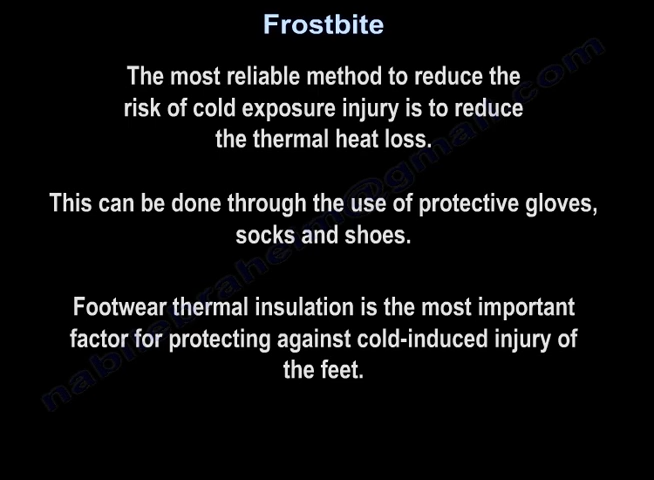 Frostbite
The most reliable method to reduce the
risk of cold exposure injury is to reduce
the thermal heat loss.
This can be done through the use of protective gloves,
socks and shoes.
Footwear thermal insulation is the most important
factor for protecting against cold-induced injury of
the feet.